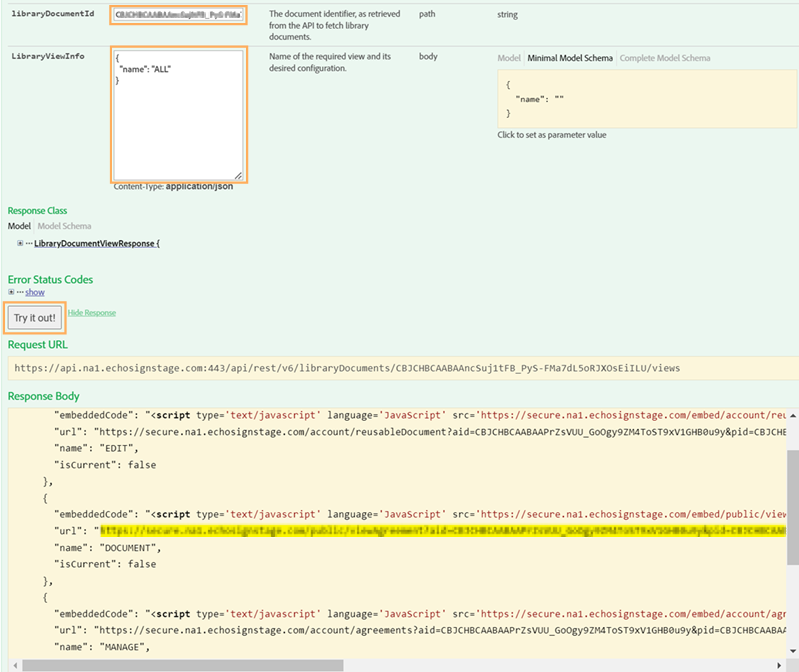 libraryDocumentId The document identifier, as retrieved path string
from the API to fetch library
documents.
LibraryViewInfo Name of the required view and its body Model Minimal Model Schema Complete Model Schema
desired configuration.
{
"name": "ALL"
}
{
"name": ""
}
Click to set as parameter value
Content-Type: application/json
Response Class
Model Model Schema
··· LibraryDocumentViewResponse {
Error Status Codes
··· show
Try it out! Hide Response
Request URL
https://api.na1.echosignstage.com:443/api/rest/v6/libraryDocuments/CBJCHBCAABAAncSuj1tFB_PyS-FMa7dL5oRJXOsEiILU/views
Response Body
"embeddedCode": "<script type='text/javascript' language='JavaScript' src='https://secure.na1.echosignstage.com/embed/account/reu
"url": "https://secure.na1.echosignstage.com/account/reusableDocument?aid=CBJCHBCAABAAPrZsVUU_GoOgy9ZM4ToST9xV1GHB0u9y&pid=CBJCHB
"name": "EDIT",
"isCurrent": false
},
{
"embeddedCode": "<script type='text/javascript' language='JavaScript' src='https://secure.na1.echosignstage.com/embed/public/view
"url": "
"name": "DOCUMENT",
"isCurrent": false
},
{
"embeddedCode": "<script type='text/javascript' language='JavaScript' src='https://secure.na1.echosignstage.com/embed/account/agr
"url": "https://secure.na1.echosignstage.com/account/agreements?aid=CBJCHBCAABAAPrZsVUU_GoOgy9ZM4ToST9xV1GHB0u9y&pid=CBJCHBCAABAA
"name": "MANAGE",